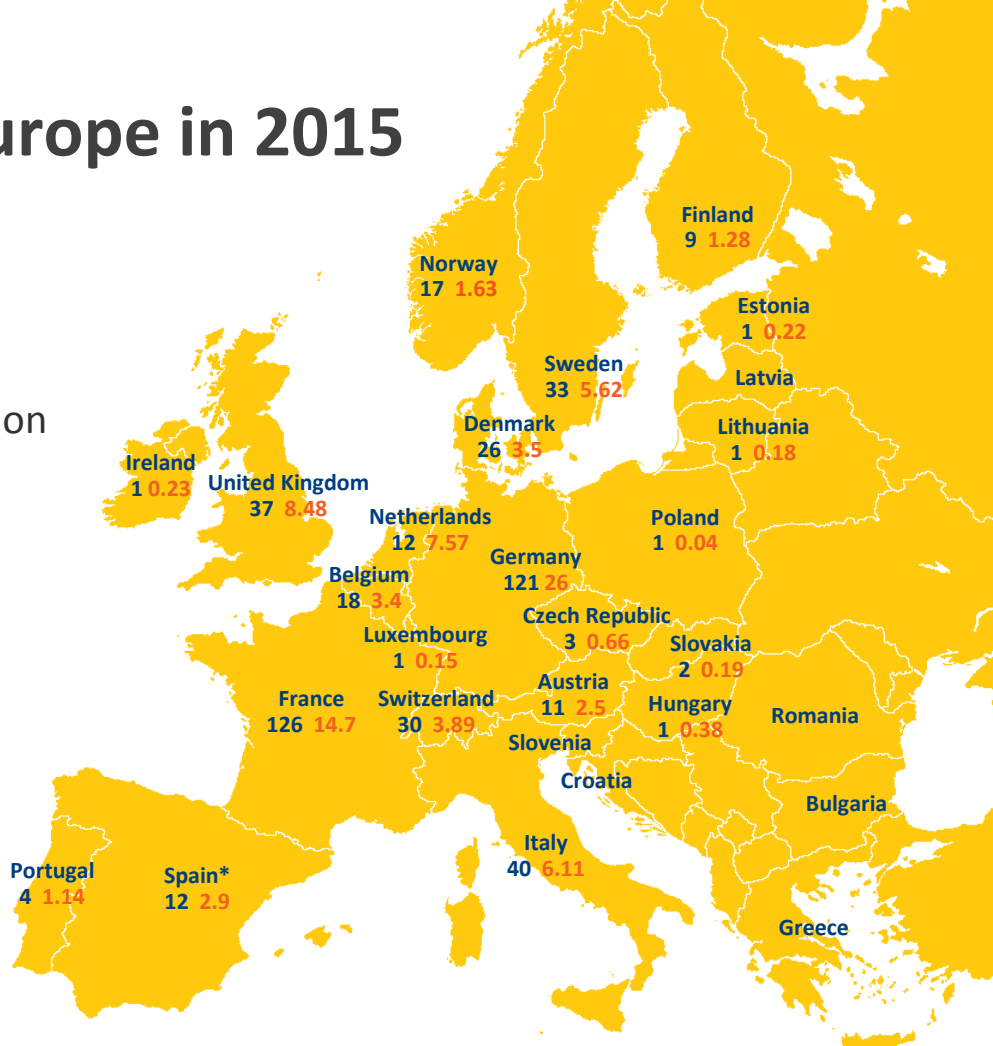 urope in 2015
on
Finland
9 1.28
Norway
17 1.63
Estonia
1 0.22
Sweden
33 5.62
Latvia
Denmark
26 3.5
Lithuania
1 0.18
Ireland
1 0.23
United Kingdom
37 8.48
Netherlands
12 7.57
Poland
1 0.04
Germany
121 26
Belgium
18 3.4
Czech Republic
3 0.66
Luxembourg
1 0.15
Slovakia
2 0.19
Austria
11 2.5
France
126 14.7
Switzerland
30 3.89
Hungary
1 0.38
Romania
Slovenia
Croatia
Bulgaria
Italy
40 6.11
Portugal
4 1.14
Spain*
12 2.9
Greece